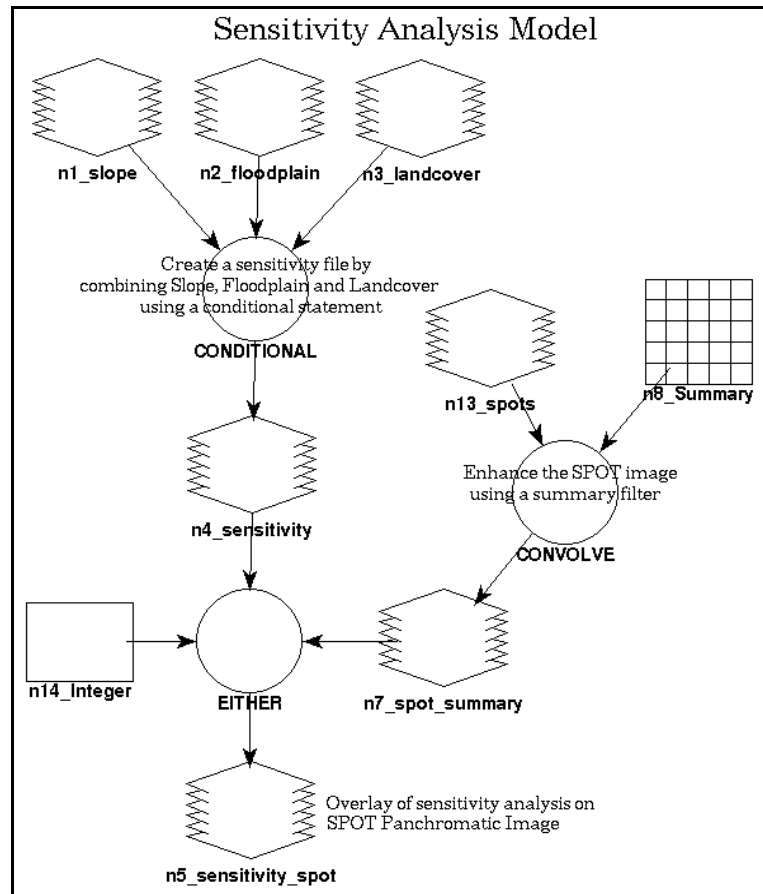 Sensitivity Analysis Model
n1_slope
n2_floodplain
n3_landcover
Create a sensitivity file by
combining Slope, Floodplain and Landcover
using a conditional statement
CONDITIONAL
n13_spots
n8_Summary
Enhance the SPOT image
using a summary filter
CONVOLVE
n4_sensitivity
n14_Integer
EITHER
n7_spot_summary
Overlay of sensitivity analysis on
SPOT Panchromatic Image
n5_sensitivity_spot